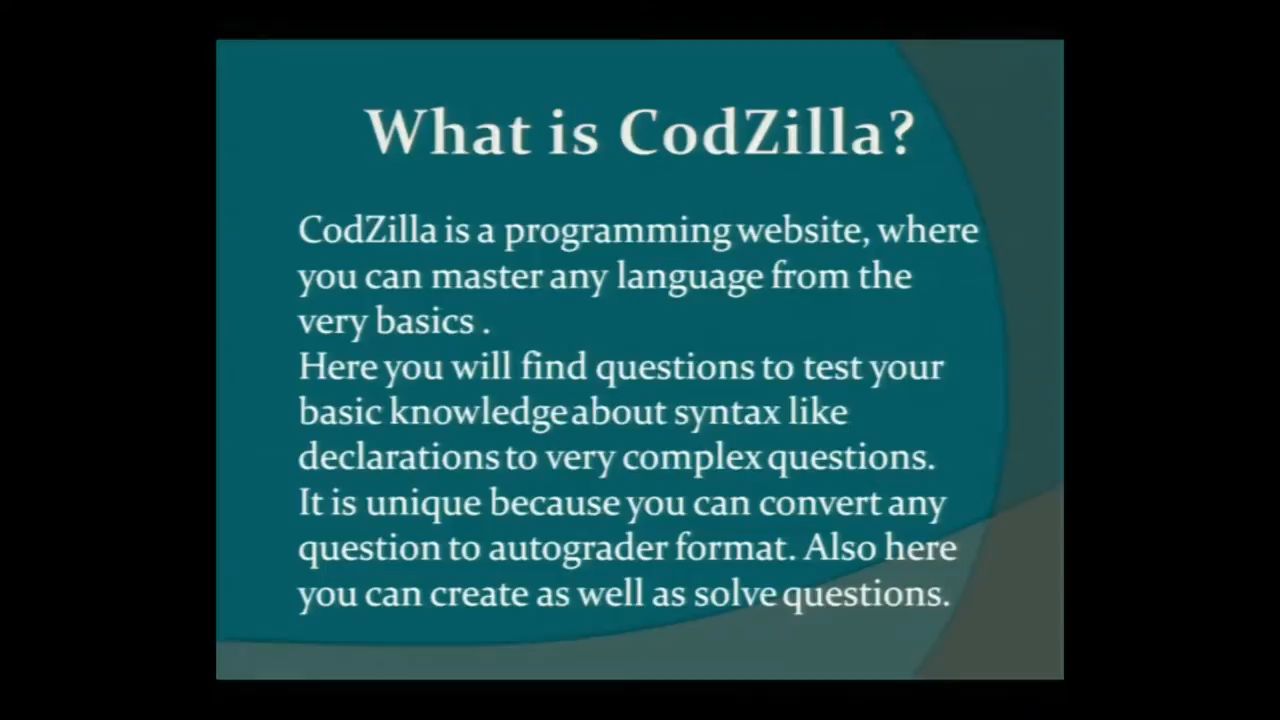 What is CodZilla?
CodZilla is a programming website, where
you can master any language from the
very basics .
Here you will find questions to test your
basic knowledge about syntax like
declarations to very complex questions.
It is unique because you can convert any
question to autograder format. Also here
you can create as well as solve questions.